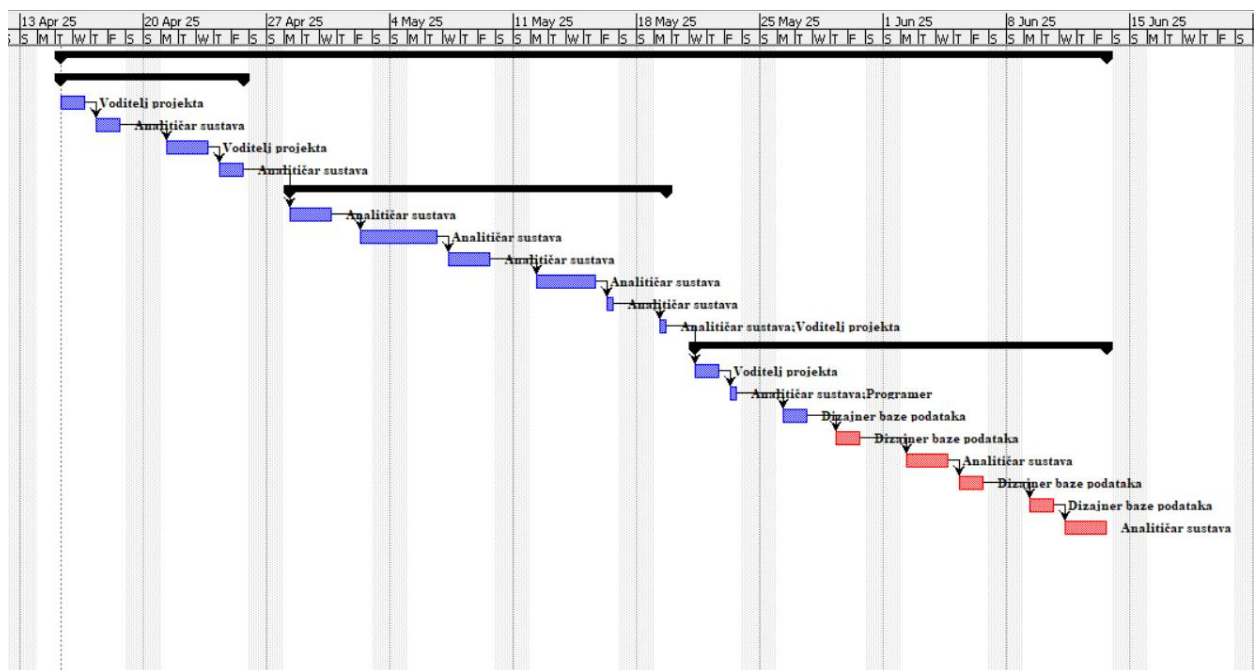 13 Apr 25 20 Apr 25 27 Apr 25 4 May 25 11 May 25 18 May 25 25 May 25 1 Jun 25 8 Jun 25 15 Jun 25
S S M T W T F S S M T W T F S S M T W T F S S M T W T F S S M T W T F S S M T W T F S S M T W T F S S M T W T F S S M T W T F S S M T W T F S
Voditelj projekta
Analitičar sustava
Voditelj projekta
Analitičar sustava
Analitičar sustava
Analitičar sustava
Analitičar sustava
Analitičar sustava
Analitičar sustava
Analitičar sustava;Voditelj projekta
Voditelj projekta
Analitičar sustava;Programer
Dizajner baze podataka
Dizajner baze podataka
Analitičar sustava
Dizajner baze podataka
Dizajner baze podataka
Analitičar sustava